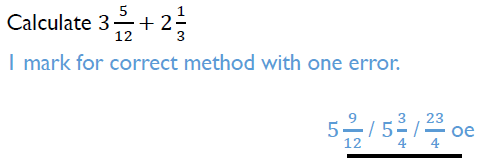 Calculate 3 5/12 + 2 1/3
1 mark for correct method with one error.
5 9/12 / 5 3/4 / 23/4 oe